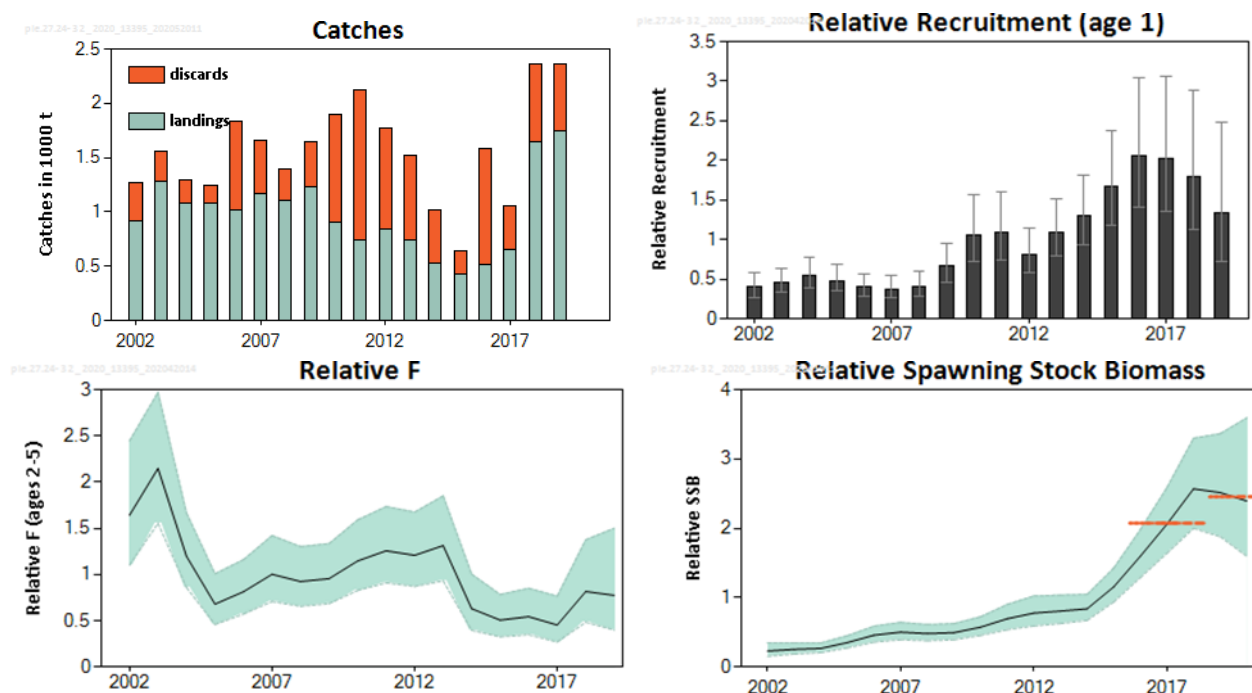 Catches
2.5
2
1.5
1
0.5
0
Catches in 1000 t
discards
landings
2002 2007 2012 2017
Relative Recruitment (age 1)
3.5
3
2.5
2
1.5
1
0.5
0
Relative Recruitment
2002 2007 2012 2017
Relative F
3
2.5
2
1.5
1
0.5
0
Relative F (ages 2-5)
2002 2007 2012 2017
Relative Spawning Stock Biomass
4
3
2
1
0
Relative SSB
2002 2007 2012 2017